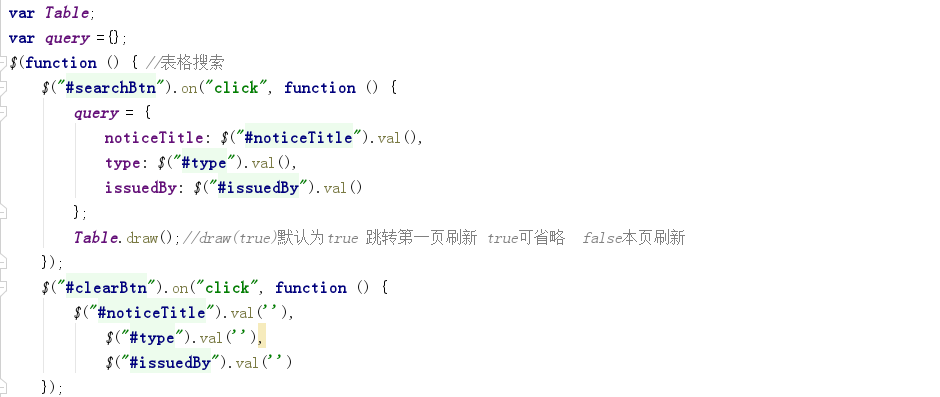 var Table;
var query ={};
$(function () { //表格搜索
$("#searchBtn").on("click", function () {
query = {
noticeTitle: $("#noticeTitle").val(),
type: $("#type").val(),
issuedBy: $("#issuedBy").val()
};
Table.draw();//draw(true)默认为true 跳转第一页刷新 true可省略  false本页刷新
});
$("#clearBtn").on("click", function () {
$("#noticeTitle").val(''),
$("#type").val(''),
$("#issuedBy").val('')
});